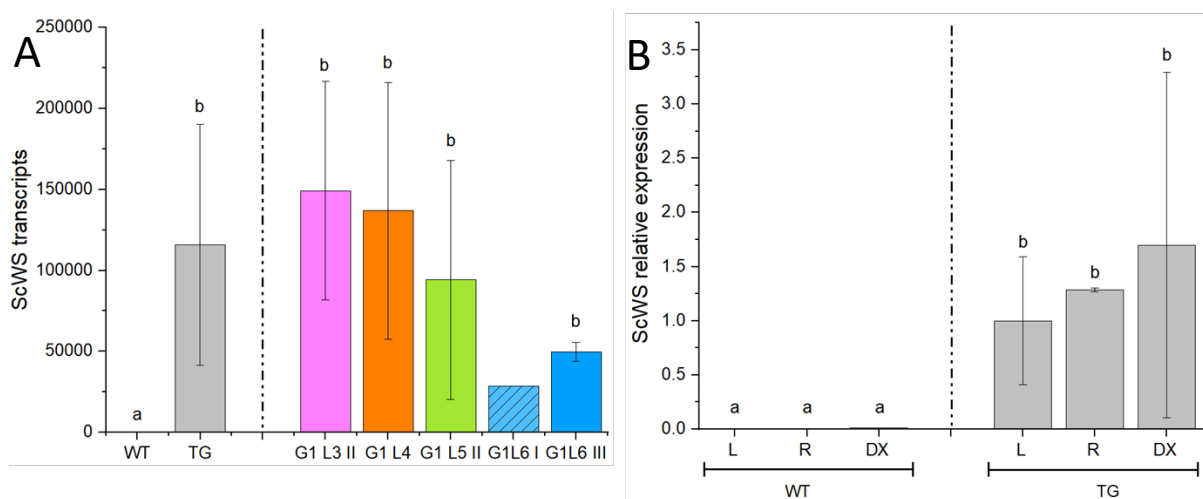 A
ScWS transcripts
250000
200000
150000
100000
50000
0
a
b
b
b
b
b
WT TG G1 L3 II G1 L4 G1 L5 II G1L6 I G1L6 III
B
ScWS relative expression
3.5
3.0
2.5
2.0
1.5
1.0
0.5
0.0
a a a
b b b
L R DX L R DX
WT TG